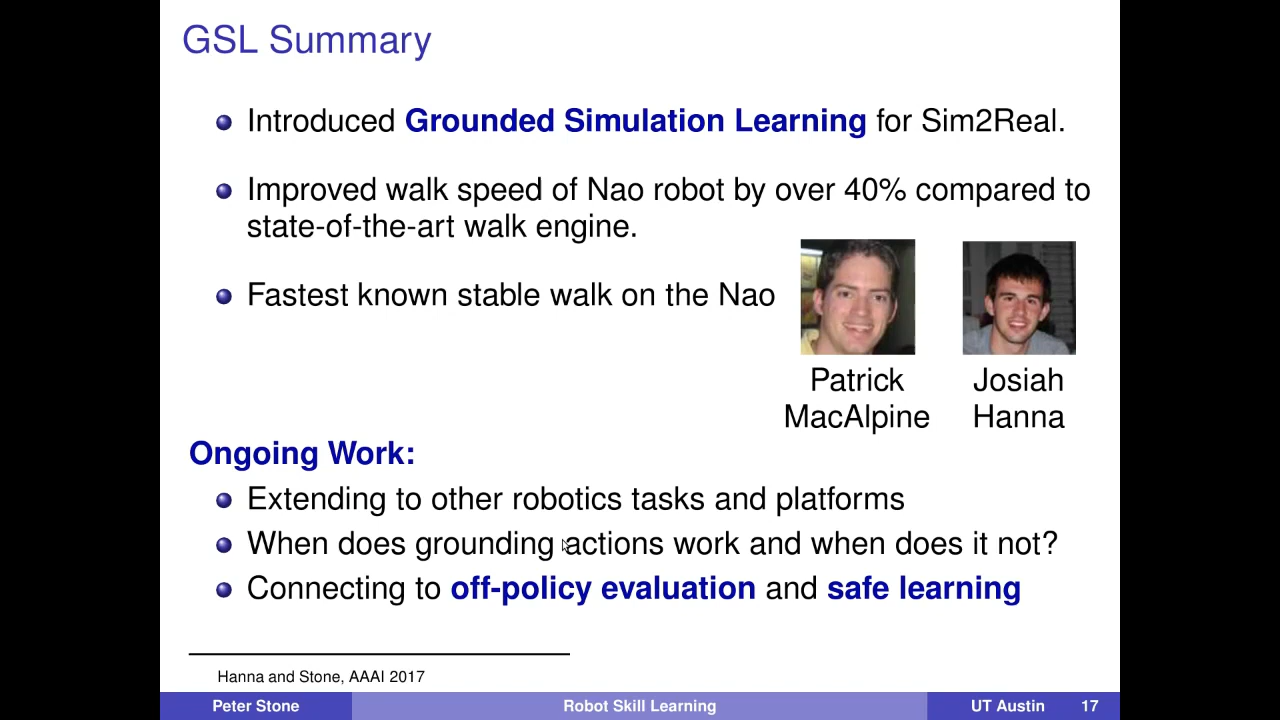 GSL Summary
Introduced Grounded Simulation Learning for Sim2Real.
Improved walk speed of Nao robot by over 40% compared to
state-of-the-art walk engine.
Fastest known stable walk on the Nao
Patrick
MacAlpine
Josiah
Hanna
Ongoing Work:
Extending to other robotics tasks and platforms
When does grounding actions work and when does it not?
Connecting to off-policy evaluation and safe learning
Hanna and Stone, AAAI 2017
Peter Stone
Robot Skill Learning
UT Austin
17